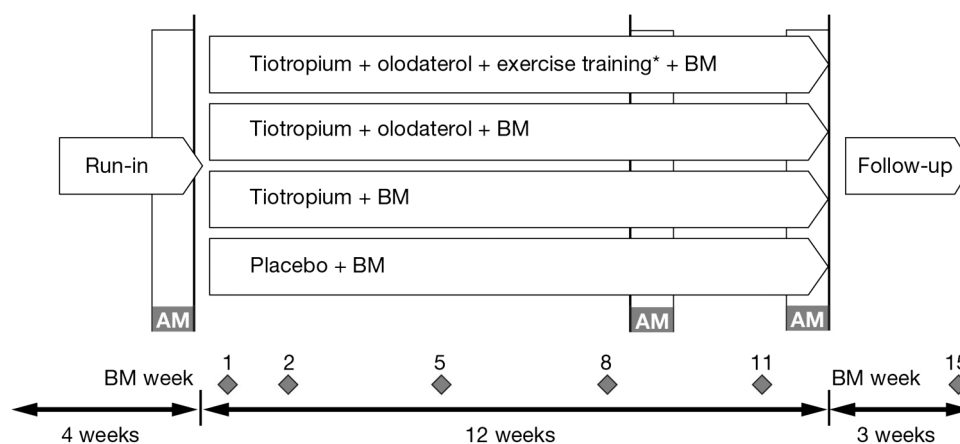 Tiotropium + olodaterol + exercise training* + BM
Tiotropium + olodaterol + BM
Run-in
Follow-up
Tiotropium + BM
Placebo + BM
AM
AM
AM
1
2
5
8
11
15
BM week
BM week
4 weeks
12 weeks
3 weeks